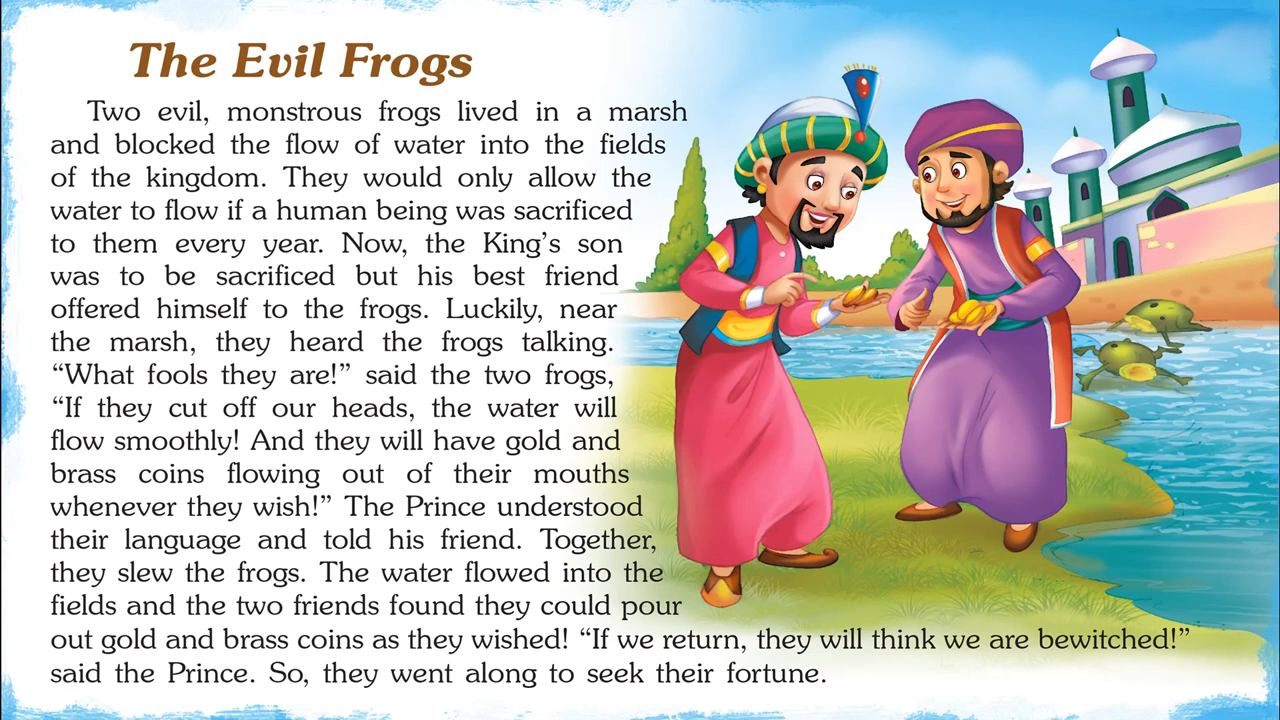 The Evil Frogs
Two evil, monstrous frogs lived in a marsh
and blocked the flow of water into the fields
of the kingdom. They would only allow the
water to flow if a human being was sacrificed
to them every year. Now, the King’s son
was to be sacrificed but his best friend
offered himself to the frogs. Luckily, near
the marsh, they heard the frogs talking.
“What fools they are!” said the two frogs,
“If they cut off our heads, the water will
flow smoothly! And they will have gold and
brass coins flowing out of their mouths
whenever they wish!” The Prince understood
their language and told his friend. Together,
they slew the frogs. The water flowed into the
fields and the two friends found they could pour
out gold and brass coins as they wished! “If we return, they will think we are bewitched!”
said the Prince. So, they went along to seek their fortune.